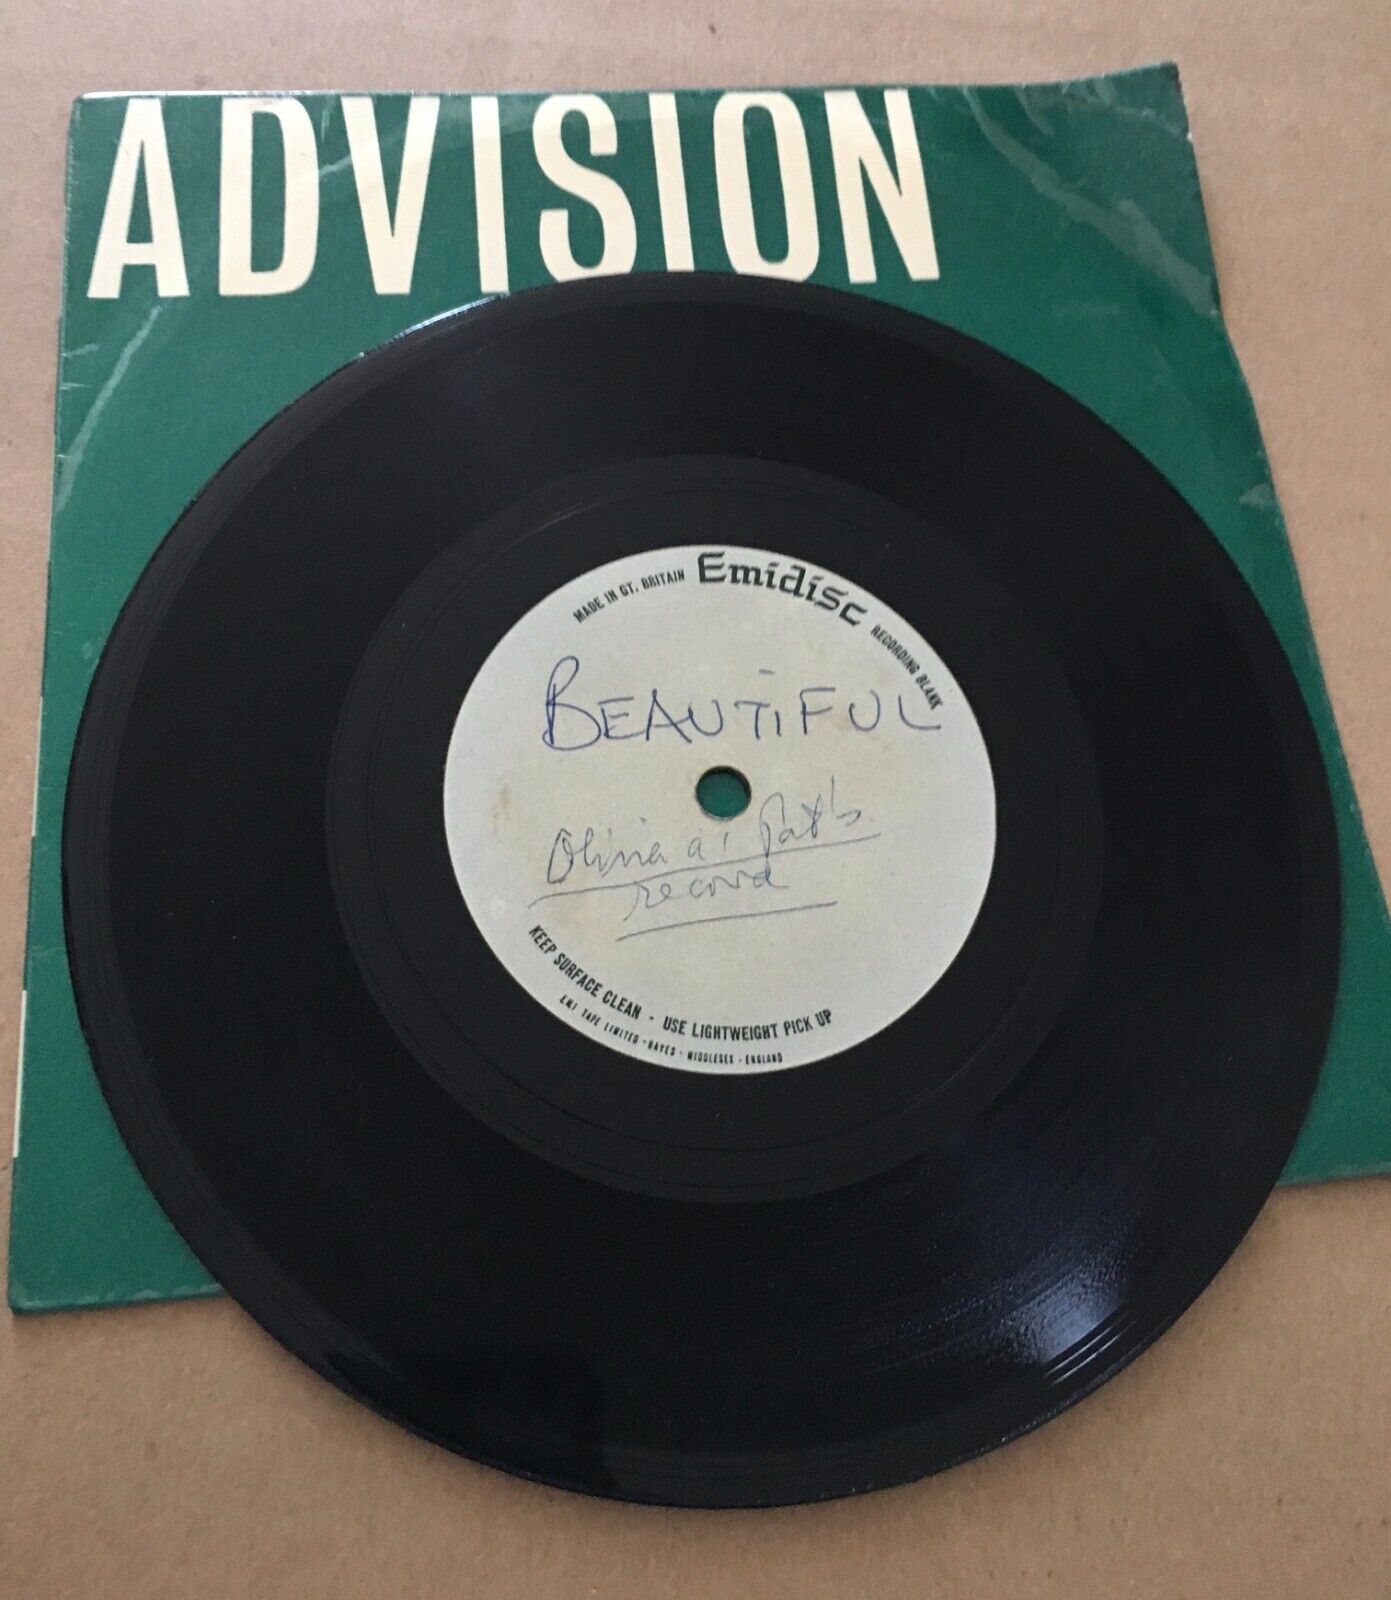 ADVISION
MADE IN GT. BRITAIN Emidisc RECORDING BLANK
BEAUTiFUL
Olivia a Pat's
record
KEEP SURFACE CLEAN - USE LIGHTWEIGHT PICK UP
E.M.I TAPE LIMITED - HAYES - MIDDLESEX - ENGLAND